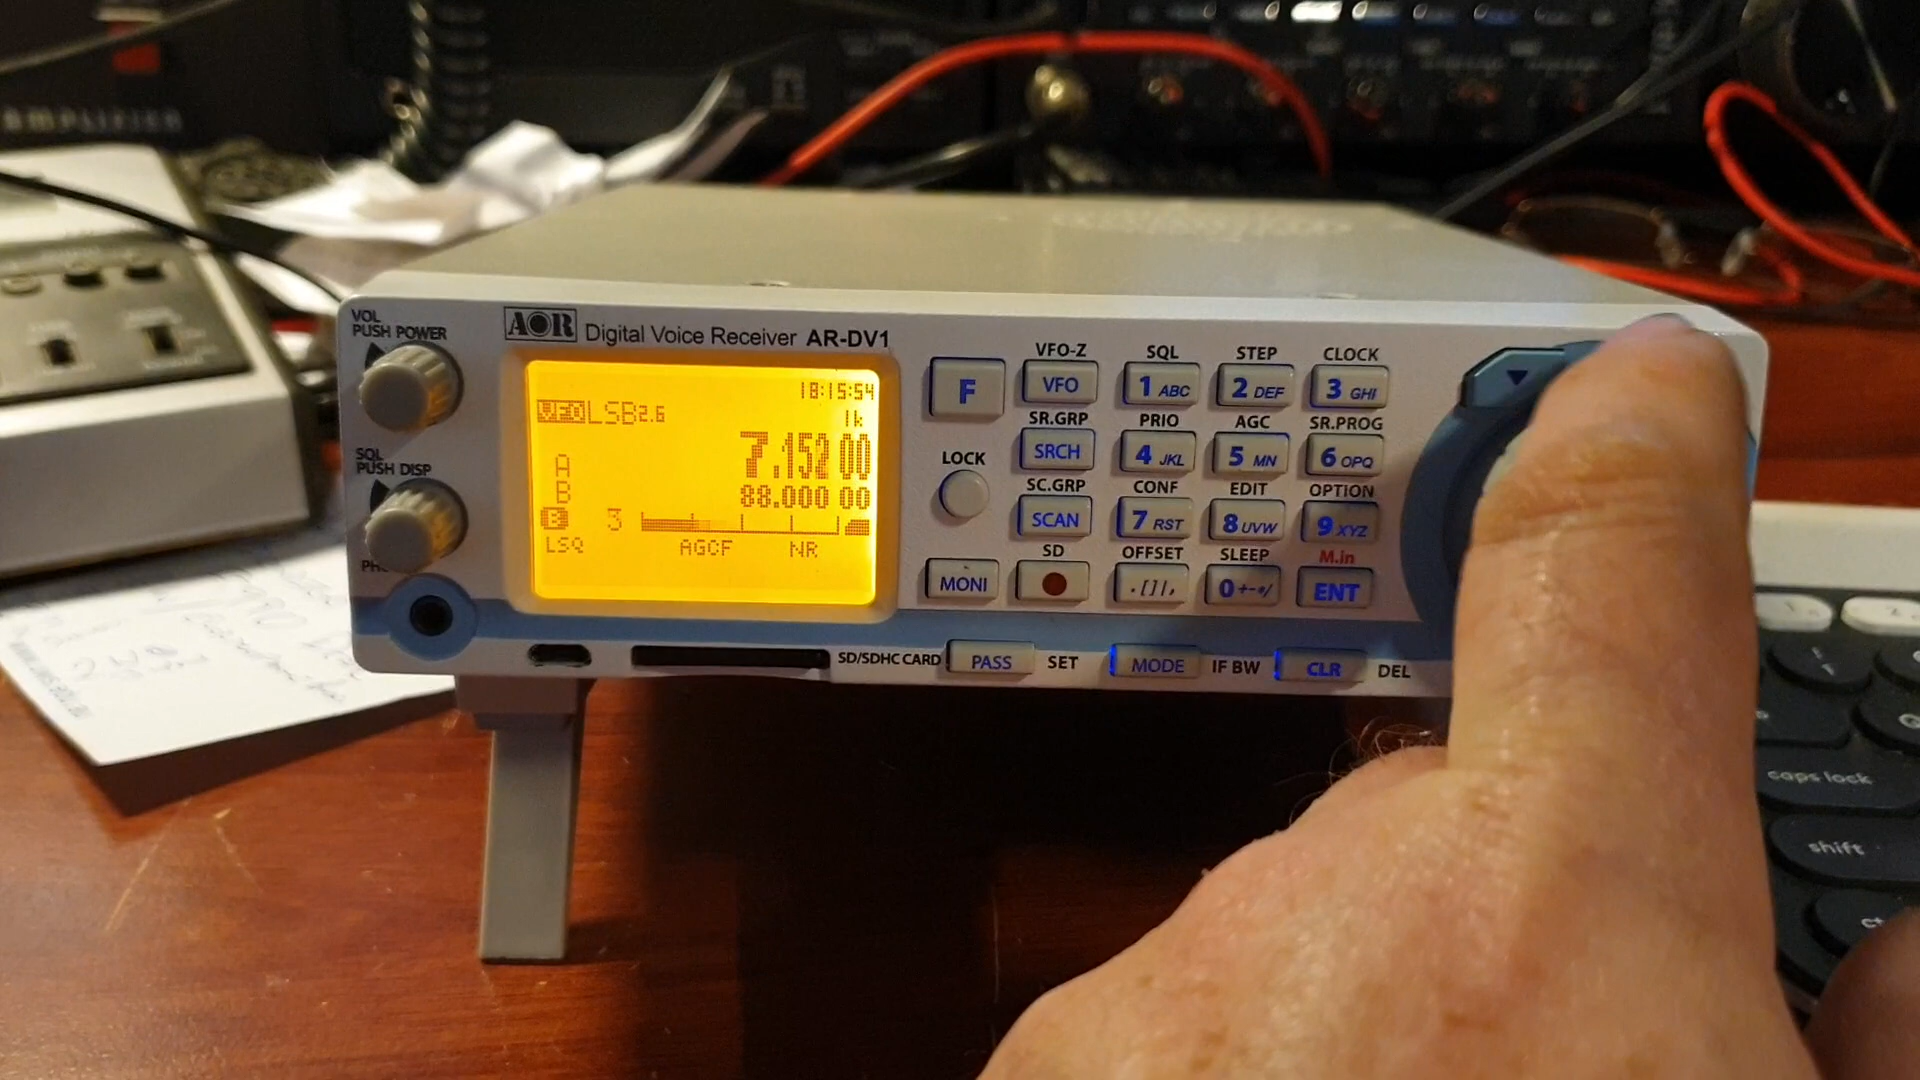 AMPLIFIER
VOL
PUSH POWER
AOR Digital Voice Receiver AR-DV1
SQL
PUSH DISP
18:15:54
VFO LSB2.6
1k
A 7.152 00
B 88.000 00
3
LSQ AGCF NR
F
LOCK
MONI
VFO-Z SQL STEP CLOCK
VFO 1 ABC 2 DEF 3 GHI
SR.GRP PRIO AGC SR.PROG
SRCH 4 JKL 5 MN 6 OPQ
SC.GRP CONF EDIT OPTION
SCAN 7 RST 8 UVW 9 XYZ
SD OFFSET SLEEP M.in
.[],  0 +-*/ ENT
SD/SDHC CARD PASS SET MODE IF BW CLR DEL
caps lock
shift